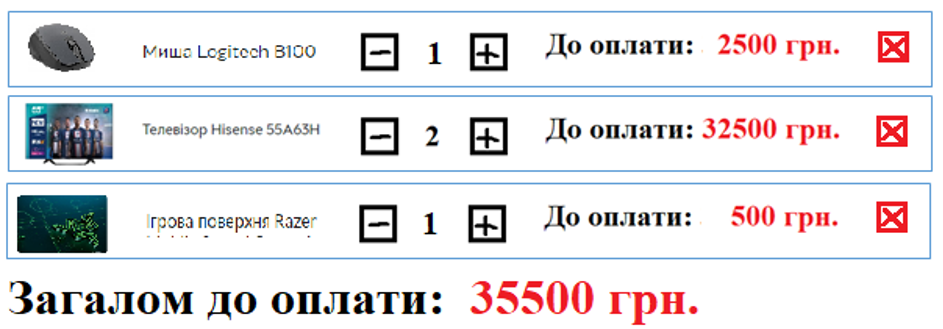 Миша Logitech B100 1 До оплати: 2500 грн.
Телевізор Hisense 55A63H 2 До оплати: 32500 грн.
Ігрова поверхня Razer 1 До оплати: 500 грн.
Загалом до оплати: 35500 грн.